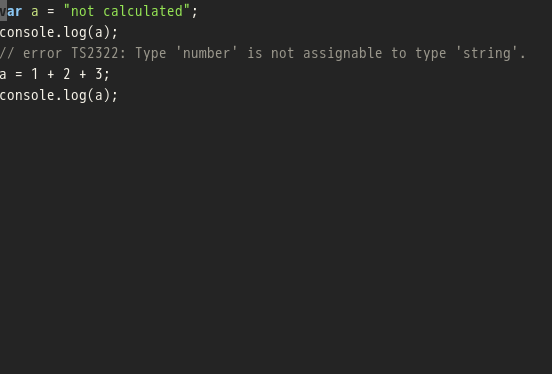 var a = "not calculated";
console.log(a);
// error TS2322: Type 'number' is not assignable to type 'string'.
a = 1 + 2 + 3;
console.log(a);